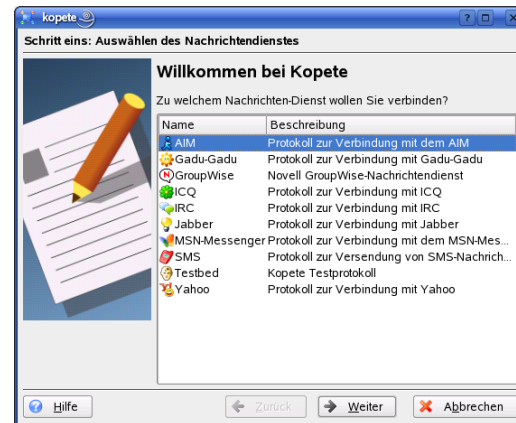 kopete
Schritt eins: Auswählen des Nachrichtendienstes
Willkommen bei Kopete
Zu welchem Nachrichten-Dienst wollen Sie verbinden?
Name Beschreibung
AIM Protokoll zur Verbindung mit dem AIM
Gadu-Gadu Protokoll zur Verbindung mit Gadu-Gadu
GroupWise Novell GroupWise-Nachrichtendienst
ICQ Protokoll zur Verbindung mit ICQ
IRC Protokoll zur Verbindung mit IRC
Jabber Protokoll zur Verbindung mit Jabber
MSN-Messenger Protokoll zur Verbindung mit dem MSN-Mes...
SMS Protokoll zur Versendung von SMS-Nachrich...
Testbed Kopete Testprotokoll
Yahoo Protokoll zur Verbindung mit Yahoo
Hilfe Zurück Weiter Abbrechen